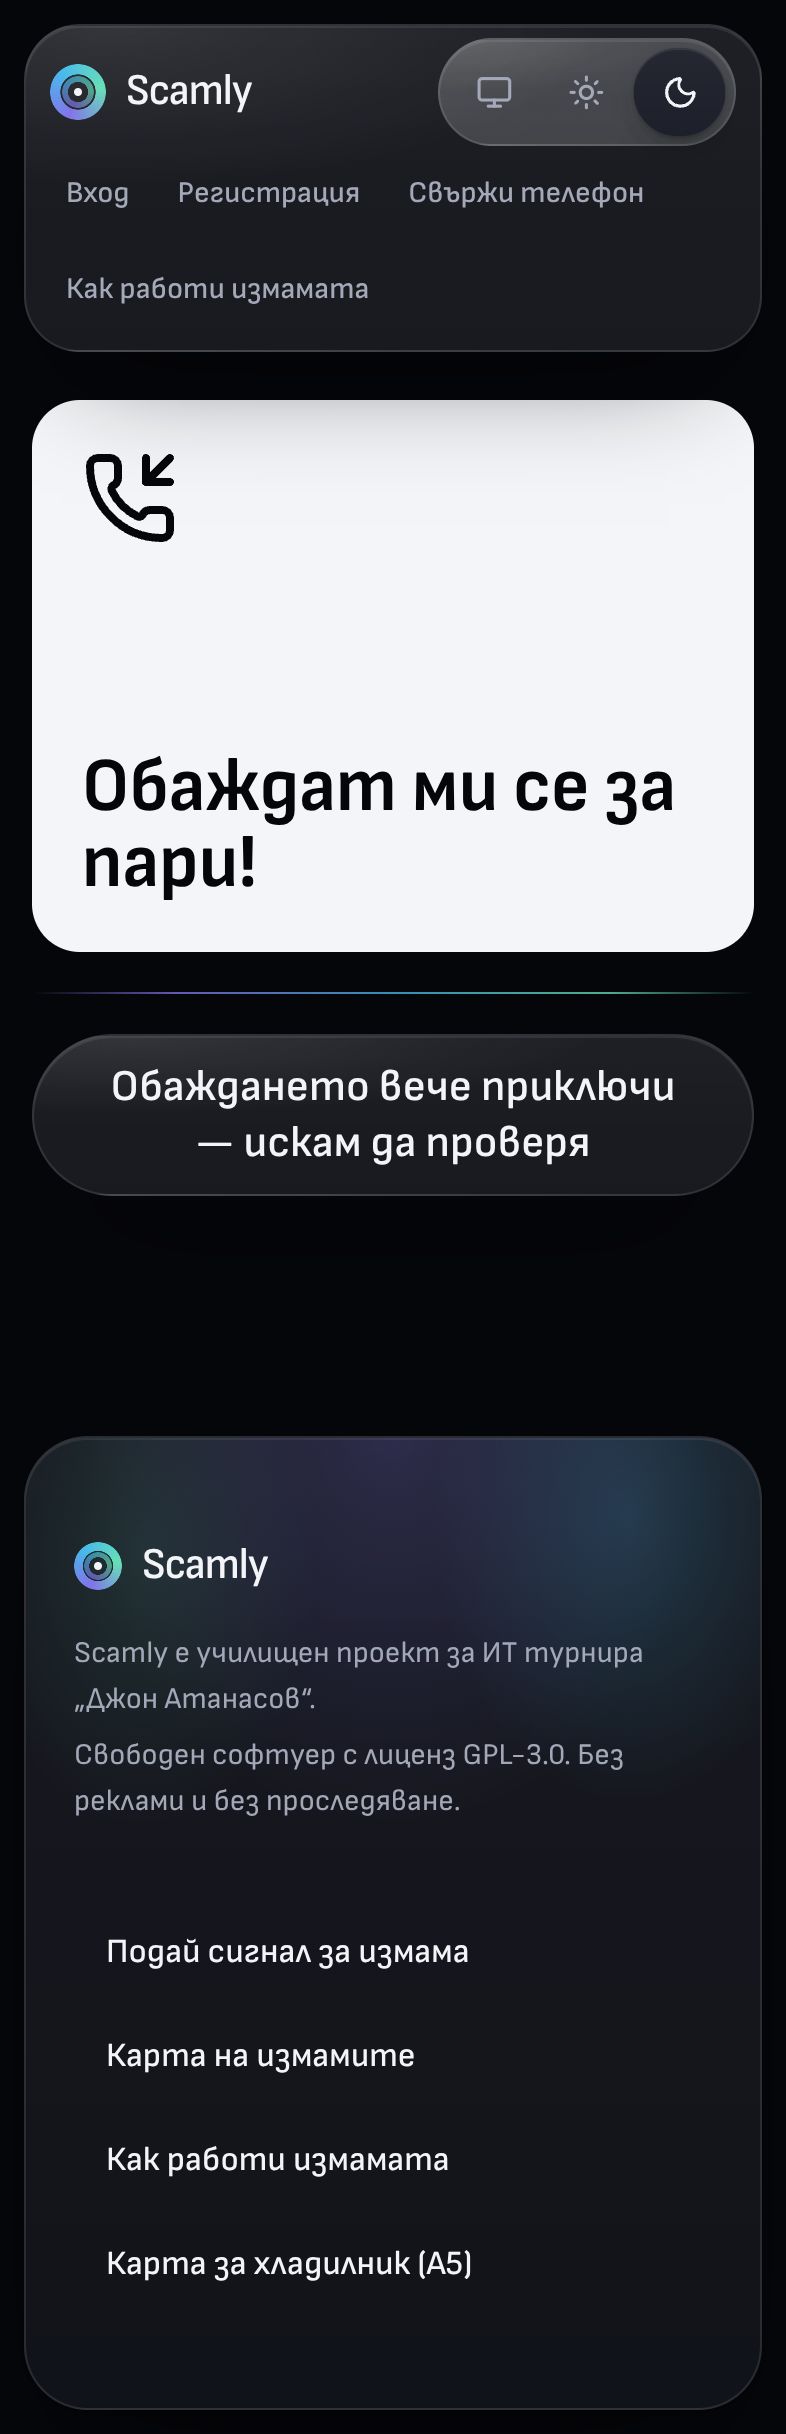 Scamly
Вход Регистрация Свържи телефон
Как работи измамата
Обаждат ми се за
пари!
Обаждането вече приключи
— искам да проверя
Scamly
Scamly е училищен проект за ИТ турнира
„Джон Атанасов“.
Свободен софтуер с лиценз GPL-3.0. Без
реклами и без проследяване.
Подай сигнал за измама
Карта на измамите
Как работи измамата
Карта за хладилник (А5)